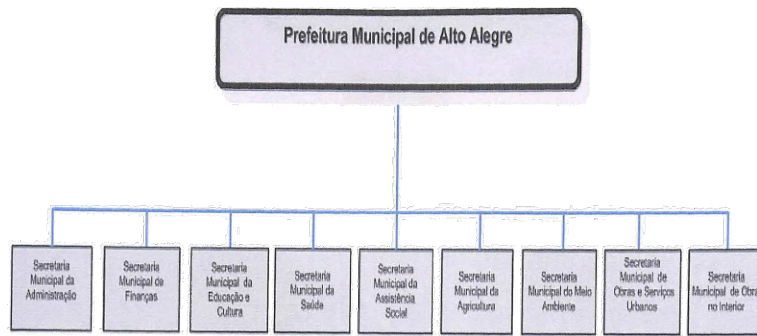 Prefeitura Municipal de Alto Alegre
Secretaria
Municipal da
Administração
Secretaria
Municipal de
Finanças
Secretaria
Municipal da
Educação e
Cultura
Secretaria
Municipal da
Saúde
Secretaria
Municipal da
Assistência
Social
Secretaria
Municipal da
Agricultura
Secretaria
Municipal do Meio
Ambiente
Secretaria
Municipal de
Obras e Serviços
Urbanos
Secretaria
Municipal de Obra
no Interior